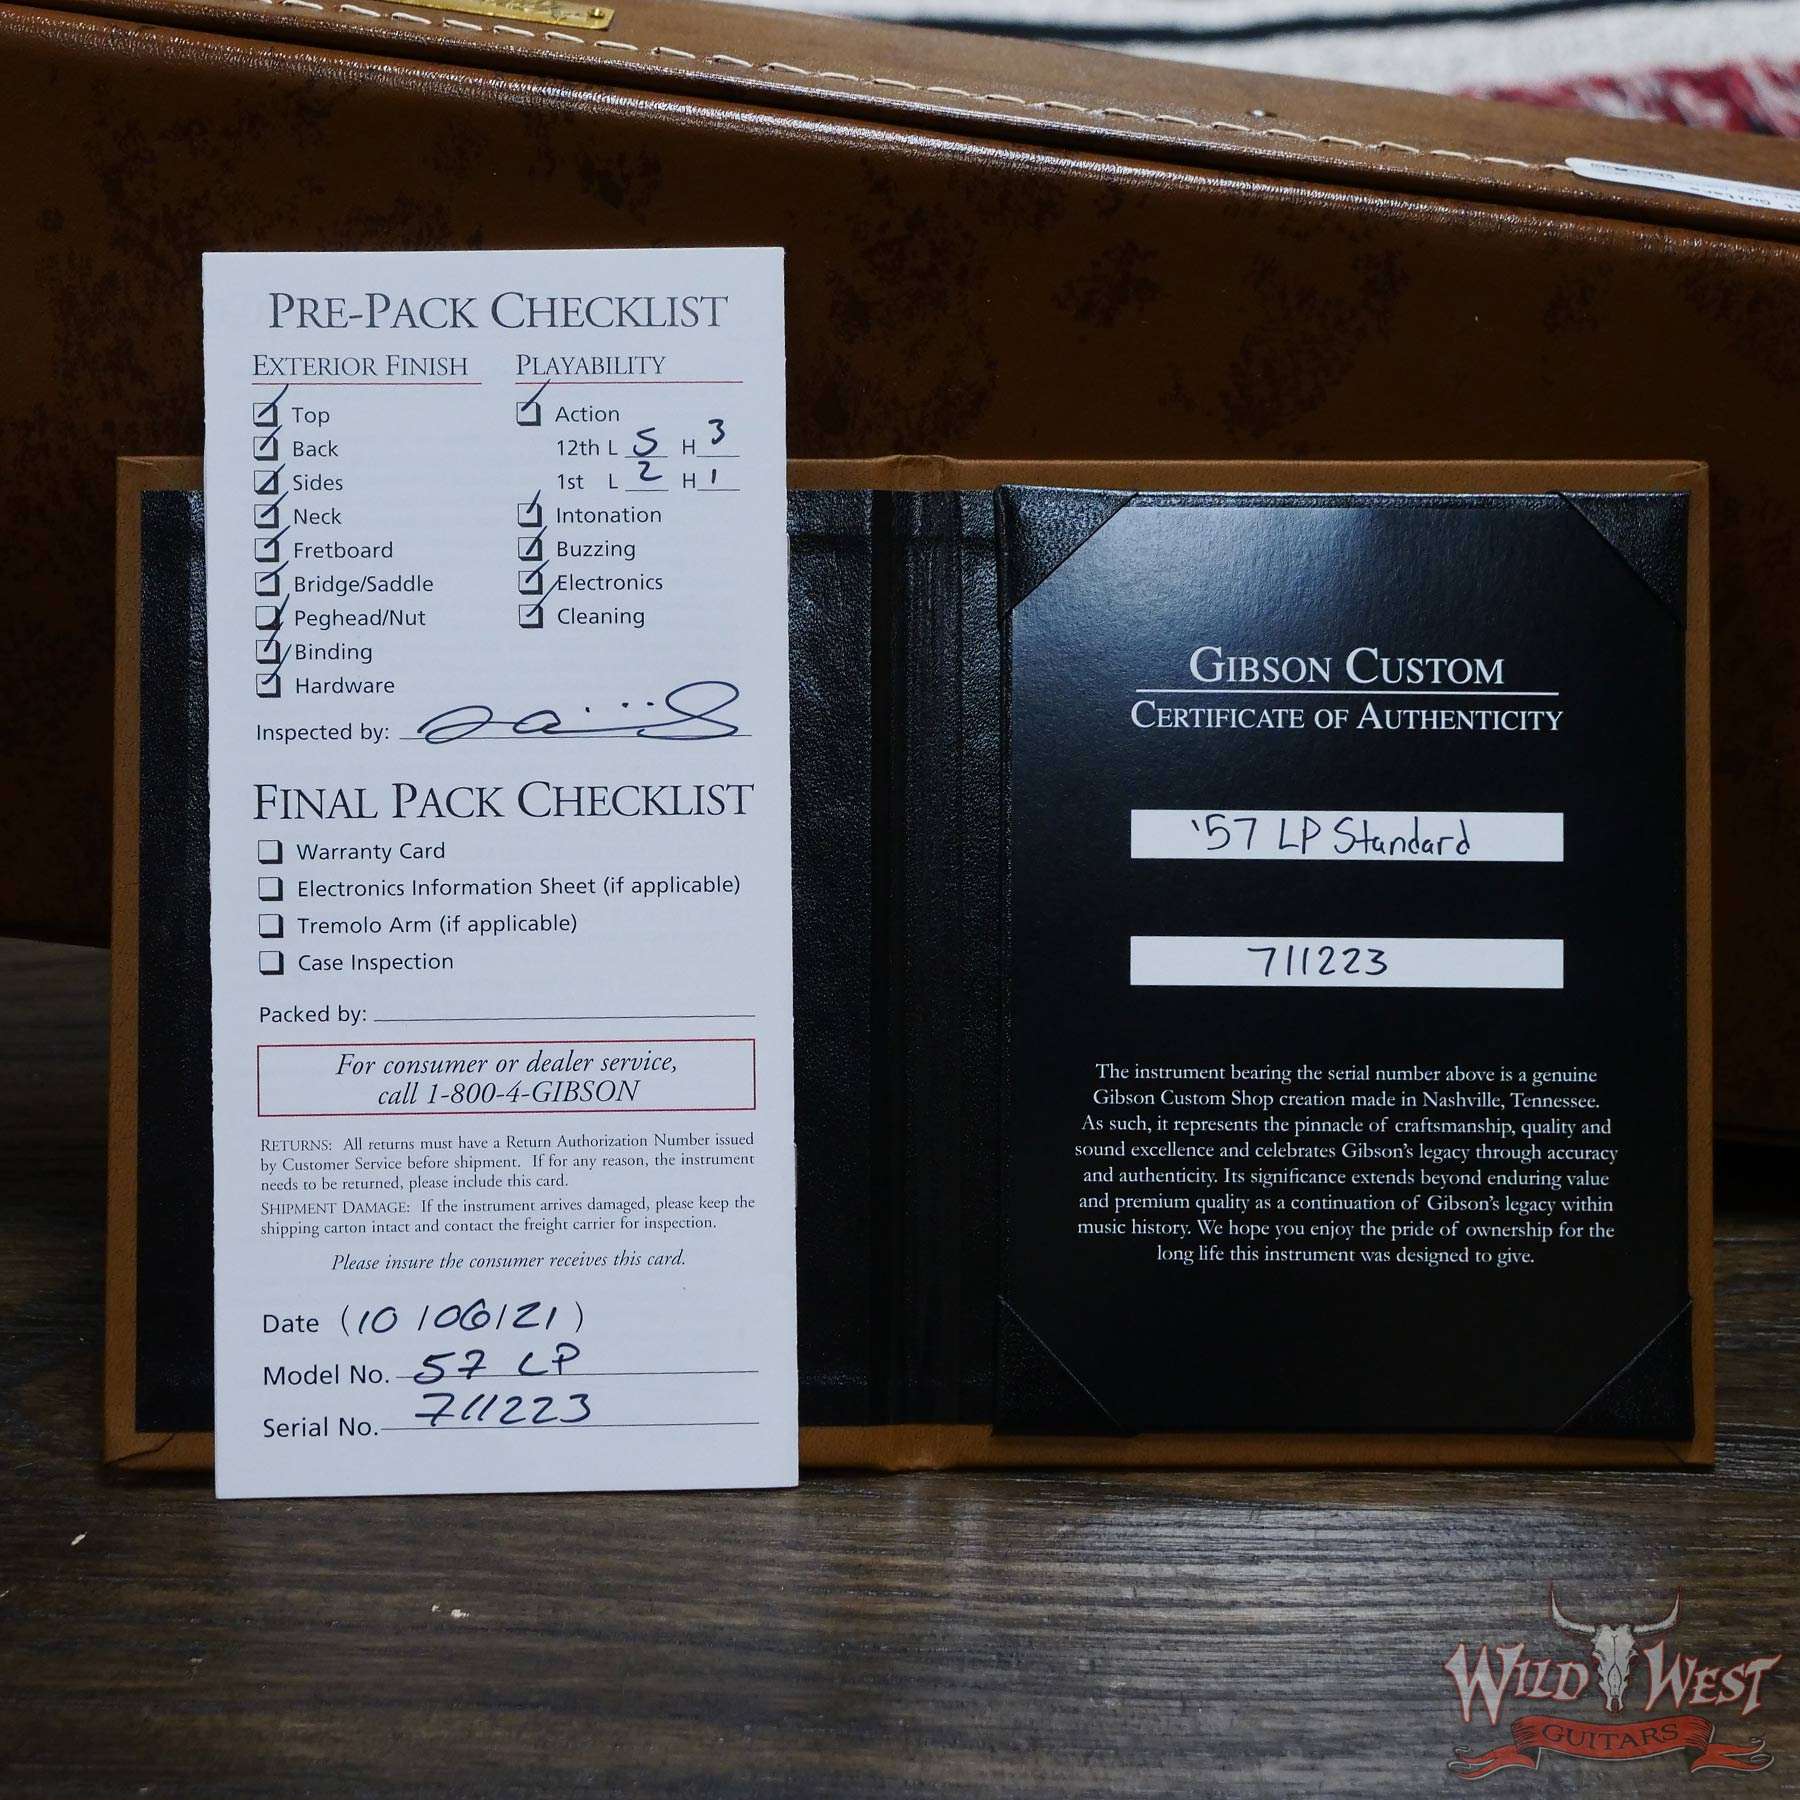 PRE-PACK CHECKLIST
EXTERIOR FINISH
Top
Back
Sides
Neck
Fretboard
Bridge/Saddle
Peghead/Nut
Binding
Hardware
PLAYABILITY
Action
12th L 5 H 3
1st L 2 H 1
Intonation
Buzzing
Electronics
Cleaning
Inspected by:
FINAL PACK CHECKLIST
Warranty Card
Electronics Information Sheet (if applicable)
Tremolo Arm (if applicable)
Case Inspection
Packed by:
For consumer or dealer service,
call 1-800-4-GIBSON
RETURNS: All returns must have a Return Authorization Number issued
by Customer Service before shipment. If for any reason, the instrument
needs to be returned, please include this card.
SHIPMENT DAMAGE: If the instrument arrives damaged, please keep the
shipping carton intact and contact the freight carrier for inspection.
Please insure the consumer receives this card.
Date (10/06/21)
Model No. 57 LP
Serial No. 711223
GIBSON CUSTOM
CERTIFICATE OF AUTHENTICITY
'57 LP Standard
711223
The instrument bearing the serial number above is a genuine
Gibson Custom Shop creation made in Nashville, Tennessee.
As such, it represents the pinnacle of craftsmanship, quality and
sound excellence and celebrates Gibson's legacy through accuracy
and authenticity. Its significance extends beyond enduring value
and premium quality as a continuation of Gibson's legacy within
music history. We hope you enjoy the pride of ownership for the
long life this instrument was designed to give.
WILD WEST
GUITARS